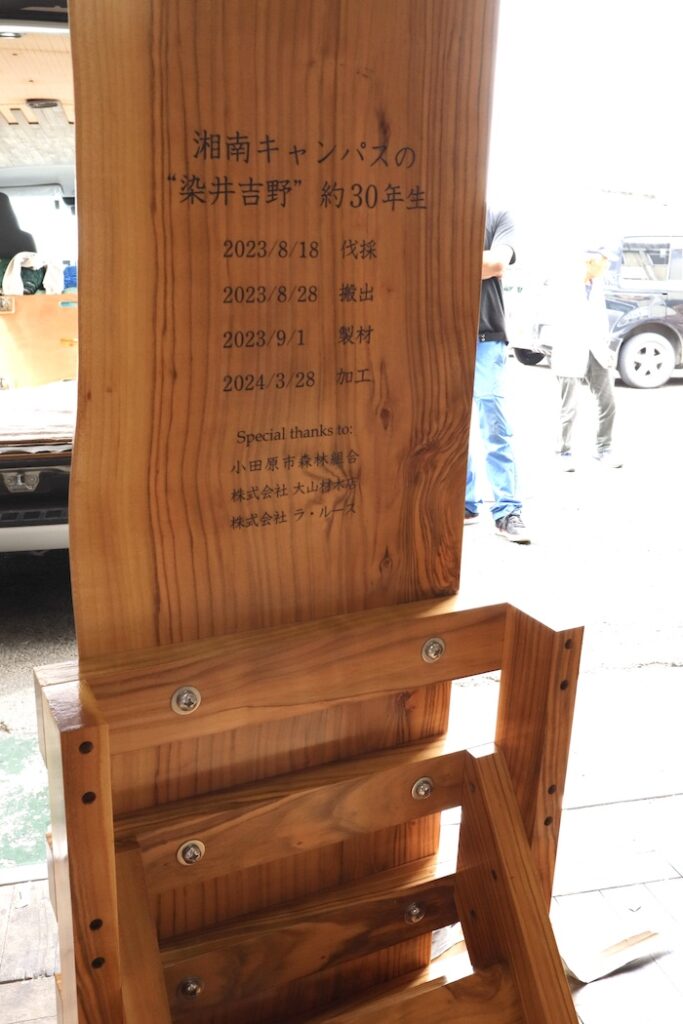 湘南キャンパスの
“染井吉野” 約30年生
2023/8/18 伐採
2023/8/28 搬出
2023/9/1 製材
2024/3/28 加工
Special thanks to:
小田原市森林組合
株式会社 大山材木店
株式会社 ラ・ルース